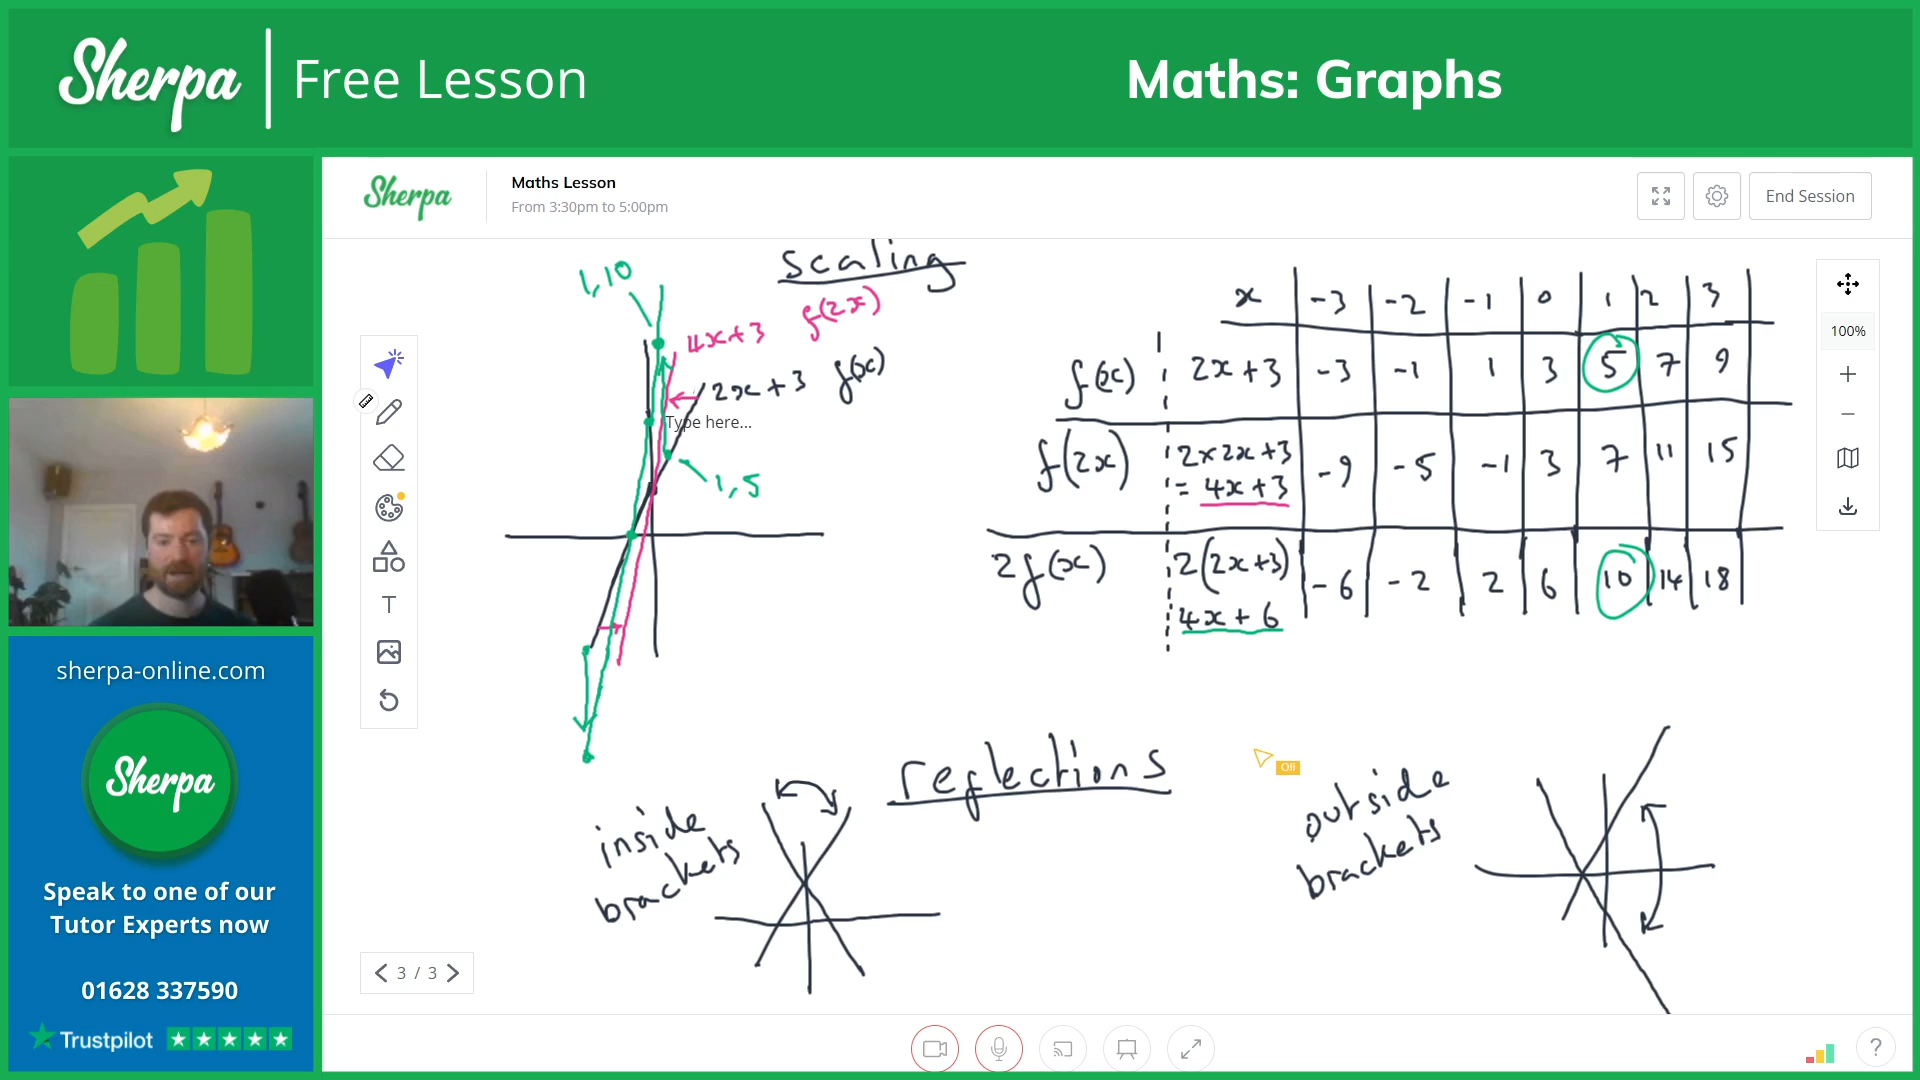 Sherpa
Free Lesson
Maths: Graphs
Sherpa
Maths Lesson
From 3:30pm to 5:00pm
End Session
scaling
1,10
f(2x)
4x+3
2x+3 f(x)
Type here...
1,5
x -3 -2 -1 0 1 2 3
f(x) 2x+3 -3 -1 1 3 5 7 9
f(2x) 2x2x+3 -9 -5 -1 3 7 11 15
= 4x+3
2f(x) 2(2x+3) -6 -2 2 6 10 14 18
4x+6
100%
T
reflections
Oli
inside
brackets
outside
brackets
3 / 3
?
sherpa-online.com
Sherpa
Speak to one of our
Tutor Experts now
01628 337590
Trustpilot